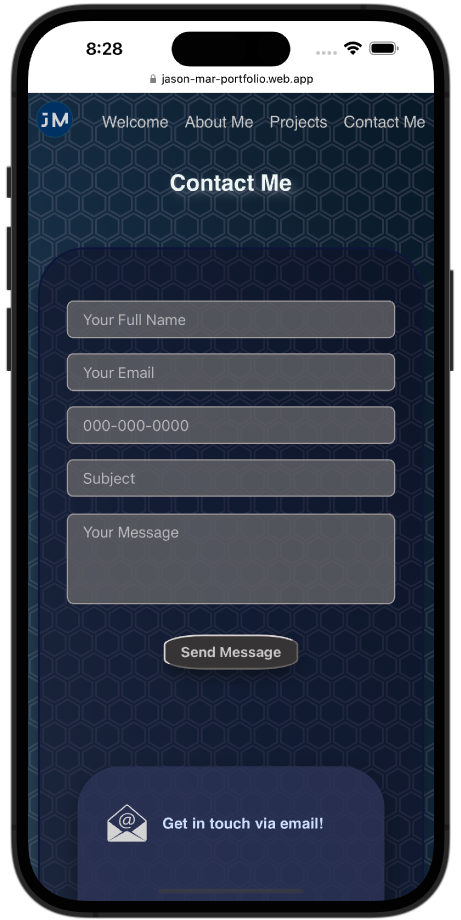 8:28
jason-mar-portfolio.web.app
JM Welcome About Me Projects Contact Me
Contact Me
Your Full Name
Your Email
000-000-0000
Subject
Your Message
Send Message
@ Get in touch via email!